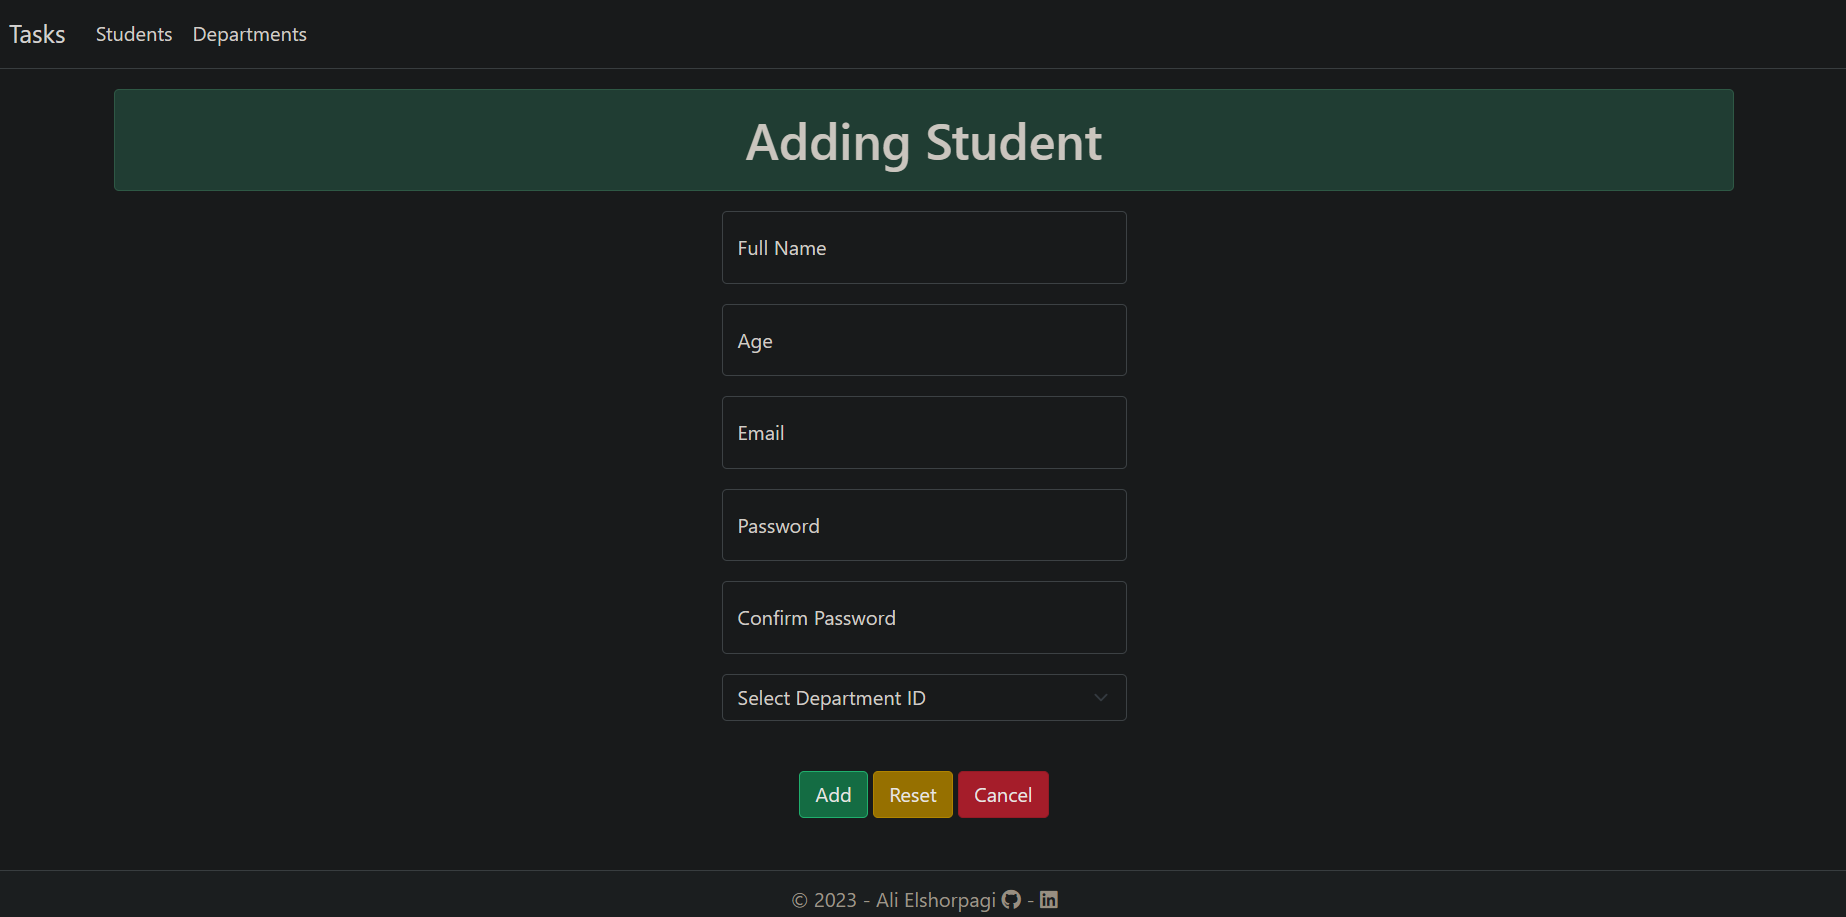 Tasks Students Departments
Adding Student
Full Name
Age
Email
Password
Confirm Password
Select Department ID
Add Reset Cancel
© 2023 - Ali Elshorpagi - in